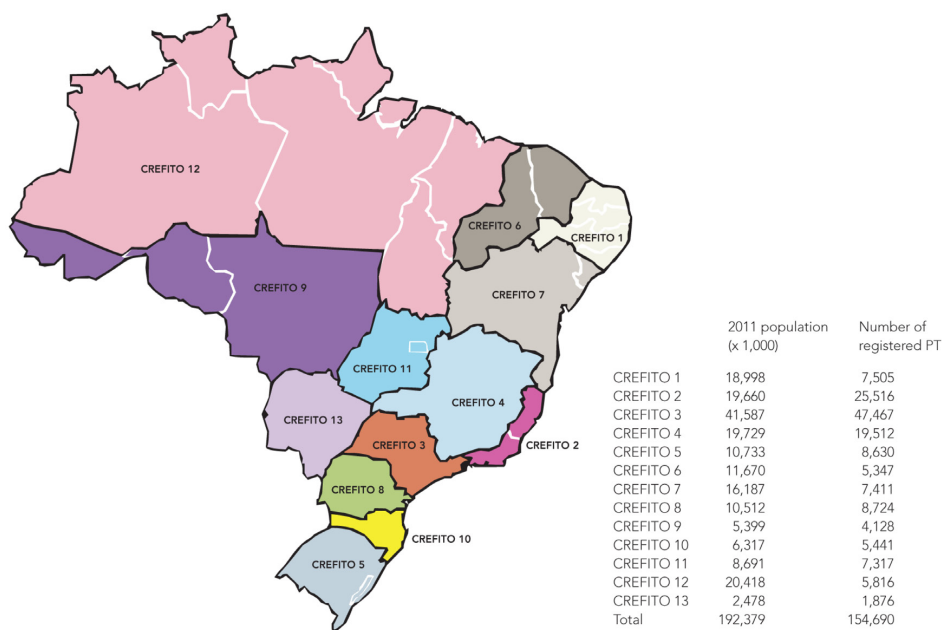 CREFITO 12
CREFITO 6
CREFITO 1
CREFITO 9
CREFITO 7
CREFITO 11
CREFITO 4
CREFITO 13
CREFITO 3
CREFITO 2
CREFITO 8
CREFITO 10
CREFITO 5
2011 population Number of
(x 1,000) registered PT
CREFITO 1 18,998 7,505
CREFITO 2 19,660 25,516
CREFITO 3 41,587 47,467
CREFITO 4 19,729 19,512
CREFITO 5 10,733 8,630
CREFITO 6 11,670 5,347
CREFITO 7 16,187 7,411
CREFITO 8 10,512 8,724
CREFITO 9 5,399 4,128
CREFITO 10 6,317 5,441
CREFITO 11 8,691 7,317
CREFITO 12 20,418 5,816
CREFITO 13 2,478 1,876
Total 192,379 154,690